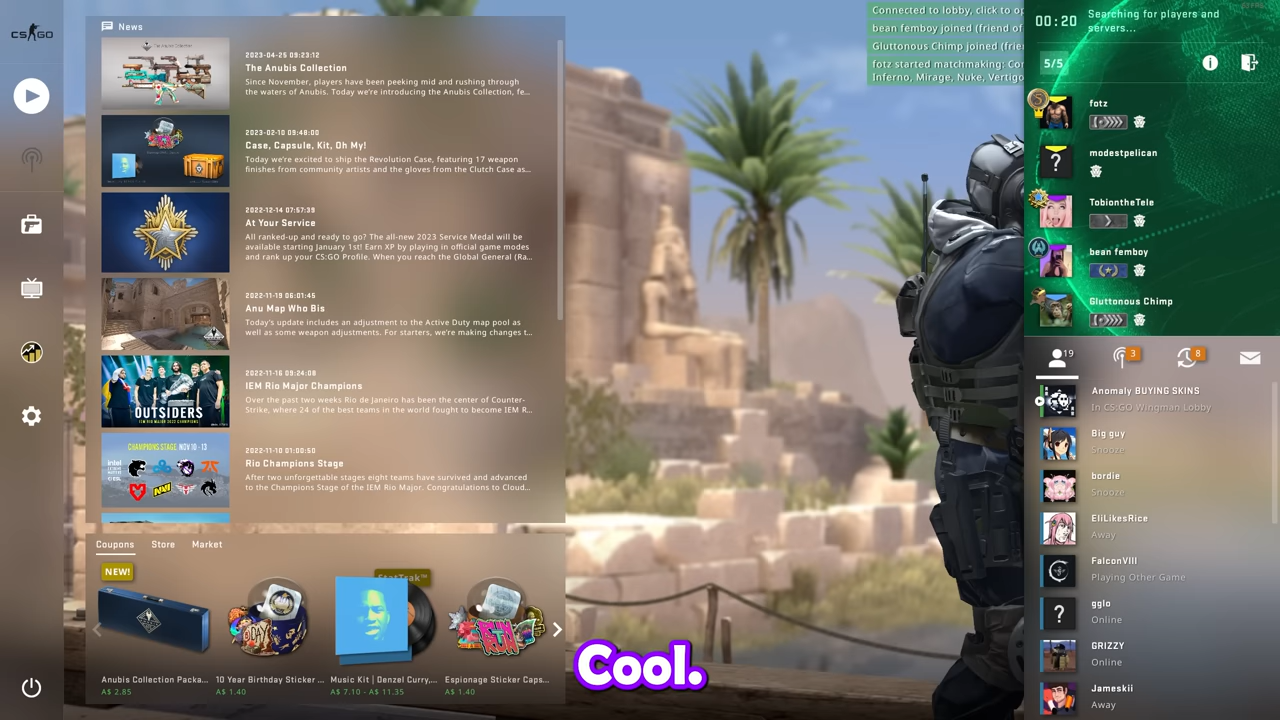 CS GO
News
2023-04-25 09:23:12
The Anubis Collection
Since November, players have been peeking mid and rushing through
the waters of Anubis. Today we're introducing the Anubis Collection, fe...
2023-02-10 09:48:00
Case, Capsule, Kit, Oh My!
Today we're excited to ship the Revolution Case, featuring 17 weapon
finishes from community artists and the gloves from the Clutch Case as...
2022-12-14 07:57:39
At Your Service
All ranked-up and ready to go? The all-new 2023 Service Medal will be
available starting January 1st! Earn XP by playing in official game modes
and rank up your CS:GO Profile. When you reach the Global General (Ra...
2022-11-19 06:01:45
Anu Map Who Bis
Today's update includes an adjustment to the Active Duty map pool as
well as some weapon adjustments. For starters, we're making changes t...
OUTSIDERS
2022-11-16 09:24:08
IEM Rio Major Champions
Over the past two weeks Rio de Janeiro has been the center of Counter-
Strike, where 24 of the best teams in the world fought to become IEM R...
CHAMPIONS STAGE NOV 10 - 13
intel
NAVI
2022-11-10 01:00:50
Rio Champions Stage
After two unforgettable stages eight teams have survived and advanced
to the Champions Stage of the IEM Rio Major. Congratulations to Cloud...
Coupons Store Market
NEW!
StatTrak™
Anubis Collection Packa...
A$ 2.85
10 Year Birthday Sticker ...
A$ 1.40
Music Kit | Denzel Curry,...
A$ 7.10 - A$ 11.35
Espionage Sticker Caps...
A$ 1.40
Cool.
Connected to lobby, click to op
bean femboy joined (friend of
Gluttonous Chimp joined (frie
fotz started matchmaking: Co
Inferno, Mirage, Nuke, Vertigo
00:20
Searching for players and
servers...
5/5
fotz
modestpelican
TobiontheTele
bean femboy
Gluttonous Chimp
19
3
8
Anomaly BUYING SKINS
In CS:GO Wingman Lobby
Big guy
Snooze
bordie
Snooze
EliLikesRice
Away
FalconVIII
Playing Other Game
gglo
Online
GRIZZY
Online
Jameskii
Away